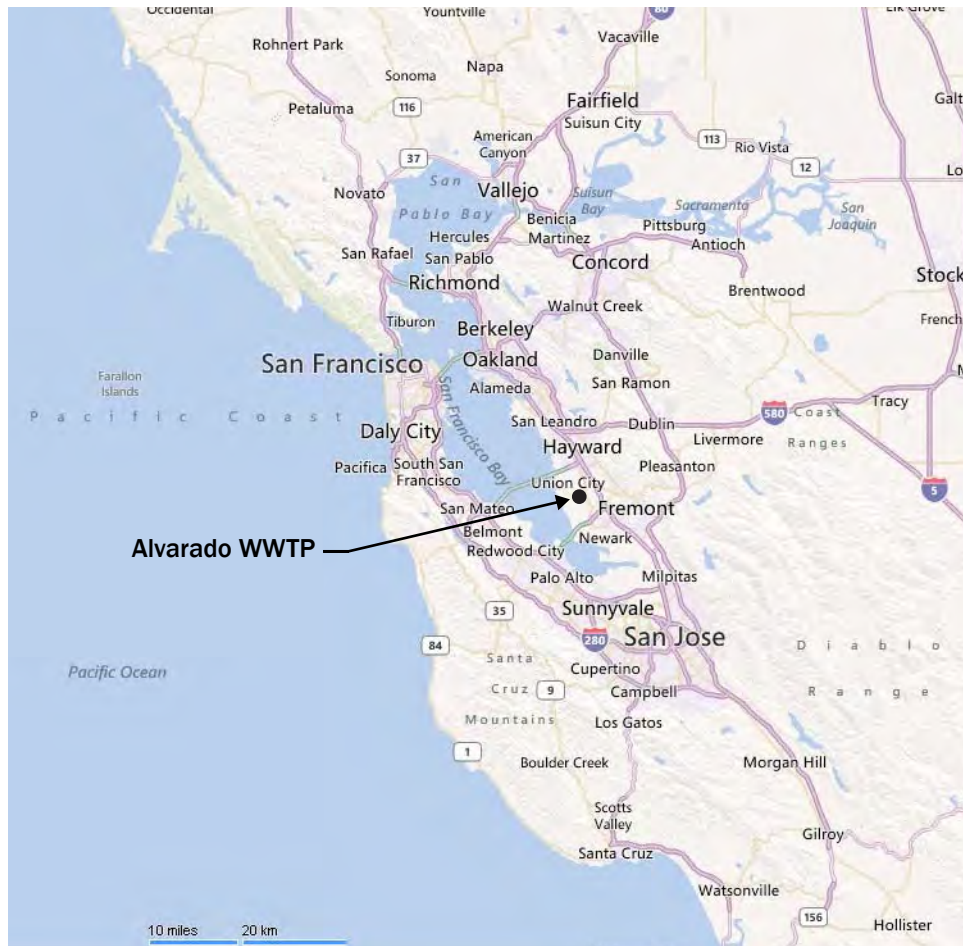 Occidental
Yountville
80
Elk Grove
Rohnert Park
Vacaville
Sonoma
Napa
Petaluma
116
Fairfield
Suisun City
Galt
American
Canyon
113
Rio Vista
37
12
Lo
Novato
San
Pablo Bay
Vallejo
Suisun
Bay
Benicia
Sacramento
San
Joaquin
Hercules
Martinez
Pittsburg
Antioch
San Rafael
San Pablo
Concord
Richmond
Stock
Brentwood
Walnut Creek
French
Tiburon
Berkeley
San Francisco
Oakland
Danville
Farallon
Islands
Alameda
San Ramon
Tracy
Pacific Coast
San Francisco Bay
San Leandro
Dublin
580
Coast
Ranges
Daly City
Hayward
Livermore
Pacifica
South San
Francisco
Pleasanton
Union City
5
San Mateo
Fremont
Belmont
Newark
Alvarado WWTP
Redwood City
Palo Alto
Milpitas
35
Sunnyvale
84
280
San Jose
Diablo
Range
Pacific Ocean
Santa
Cruz
Mountains
9
Cupertino
Campbell
Los Gatos
1
Boulder Creek
Morgan Hill
Scotts
Valley
Gilroy
Santa Cruz
Watsonville
156
Hollister
10 miles
20 km